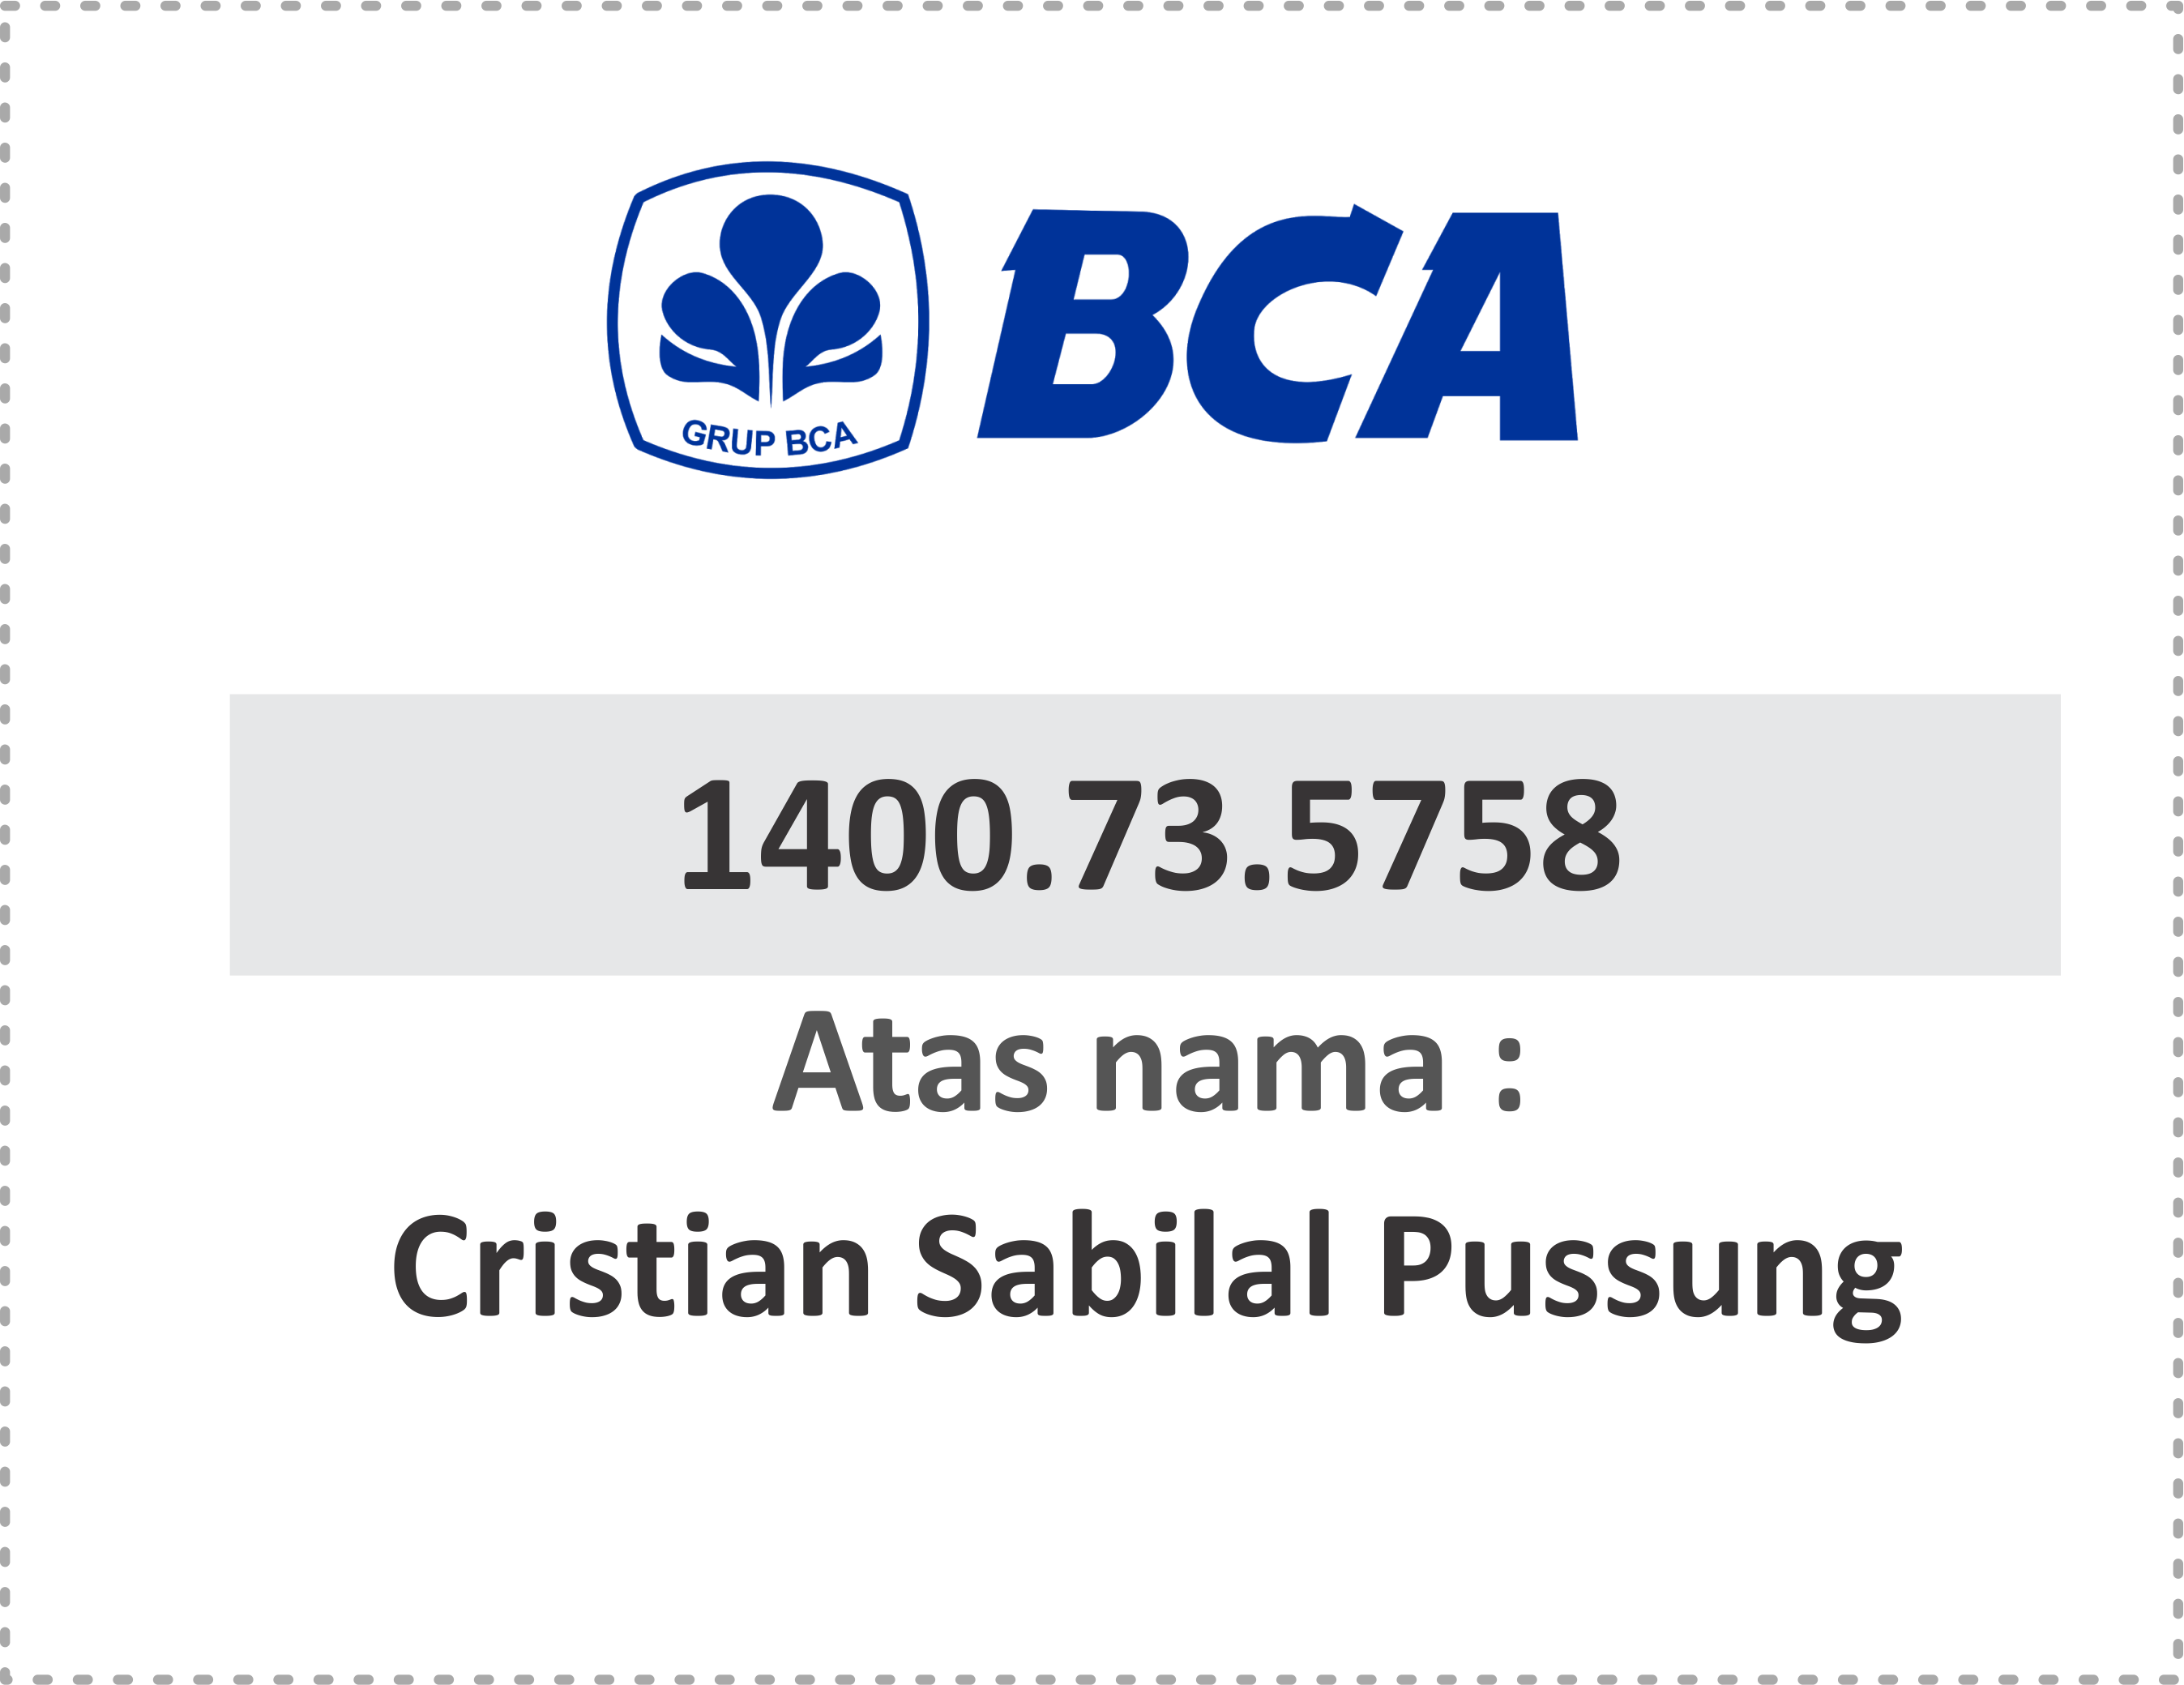 GRUP BCA
BCA
1400.73.5758
Atas nama :
Cristian Sabilal Pussung